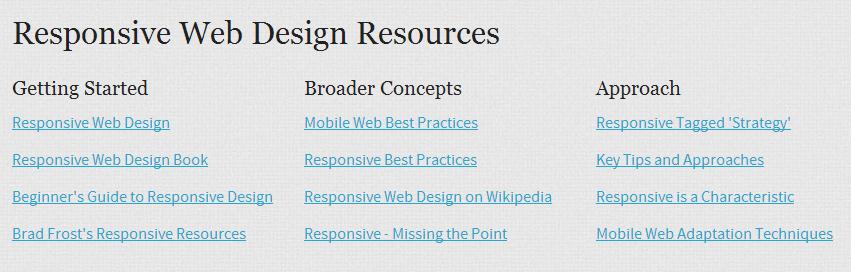 Responsive Web Design Resources
Getting Started
Responsive Web Design
Responsive Web Design Book
Beginner's Guide to Responsive Design
Brad Frost's Responsive Resources
Broader Concepts
Mobile Web Best Practices
Responsive Best Practices
Responsive Web Design on Wikipedia
Responsive - Missing the Point
Approach
Responsive Tagged 'Strategy'
Key Tips and Approaches
Responsive is a Characteristic
Mobile Web Adaptation Techniques